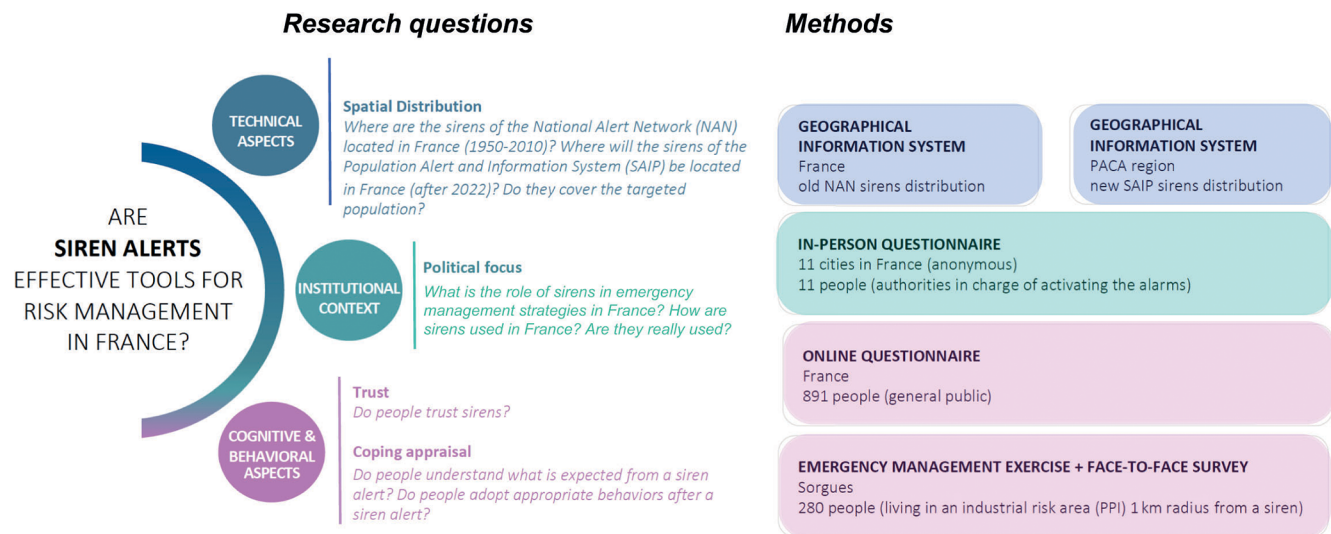 Research questions
Methods
ARE
SIREN ALERTS
EFFECTIVE TOOLS FOR
RISK MANAGEMENT
IN FRANCE?
TECHNICAL
ASPECTS
Spatial Distribution
Where are the sirens of the National Alert Network (NAN)
located in France (1950-2010)? Where will the sirens of the
Population Alert and Information System (SAIP) be located
in France (after 2022)? Do they cover the targeted
population?
INSTITUTIONAL
CONTEXT
Political focus
What is the role of sirens in emergency
management strategies in France? How are
sirens used in France? Are they really used?
COGNITIVE &
BEHAVIORAL
ASPECTS
Trust
Do people trust sirens?
Coping appraisal
Do people understand what is expected from a siren
alert? Do people adopt appropriate behaviors after a
siren alert?
GEOGRAPHICAL
INFORMATION SYSTEM
France
old NAN sirens distribution
GEOGRAPHICAL
INFORMATION SYSTEM
PACA region
new SAIP sirens distribution
IN-PERSON QUESTIONNAIRE
11 cities in France (anonymous)
11 people (authorities in charge of activating the alarms)
ONLINE QUESTIONNAIRE
France
891 people (general public)
EMERGENCY MANAGEMENT EXERCISE + FACE-TO-FACE SURVEY
Sorgues
280 people (living in an industrial risk area (PPI) 1 km radius from a siren)